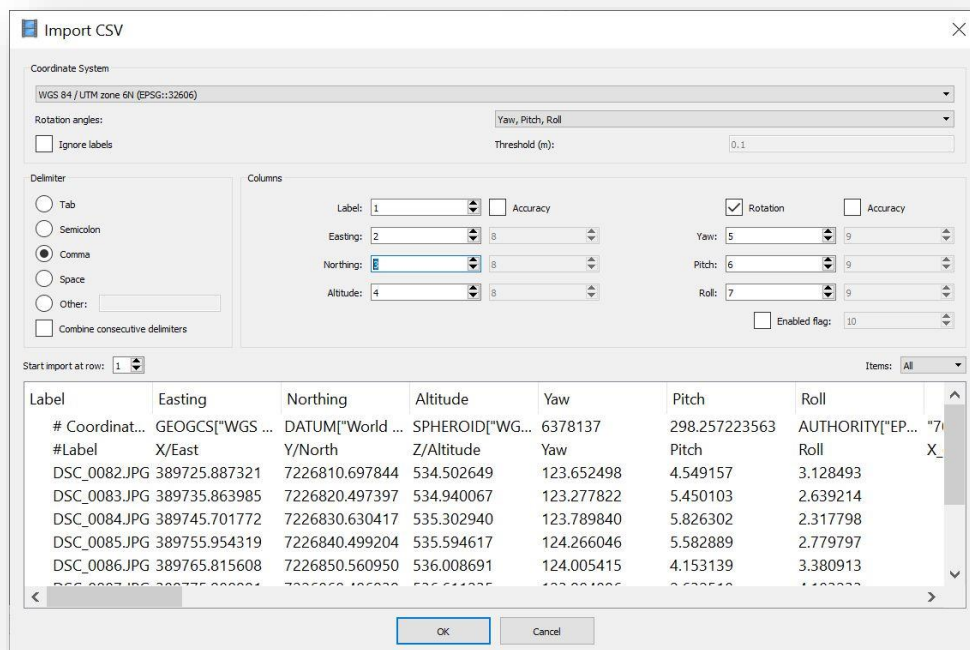 Import CSV
Coordinate System
WGS 84 / UTM zone 6N (EPSG::32606)
Rotation angles: Yaw, Pitch, Roll
Ignore labels Threshold (m): 0.1
Delimiter Columns
Tab Label: 1 Accuracy Rotation Accuracy
Semicolon Easting: 2 8 Yaw: 5 9
Comma Northing: 3 8 Pitch: 6 9
Space Altitude: 4 8 Roll: 7 9
Other: Enabled flag: 10
Combine consecutive delimiters
Start import at row: 1 Items: All
Label Easting Northing Altitude Yaw Pitch Roll
# Coordinat... GEOGCS["WGS ... DATUM["World ... SPHEROID["WG... 6378137 298.257223563 AUTHORITY["EP...
#Label X/East Y/North Z/Altitude Yaw Pitch Roll
DSC_0082.JPG 389725.887321 7226810.697844 534.502649 123.652498 4.549157 3.128493
DSC_0083.JPG 389735.863985 7226820.497397 534.940067 123.277822 5.450103 2.639214
DSC_0084.JPG 389745.701772 7226830.630417 535.302940 123.789840 5.826302 2.317798
DSC_0085.JPG 389755.954319 7226840.499204 535.594617 124.266046 5.582889 2.779797
DSC_0086.JPG 389765.815608 7226850.560950 536.008691 124.005415 4.153139 3.380913
OK Cancel